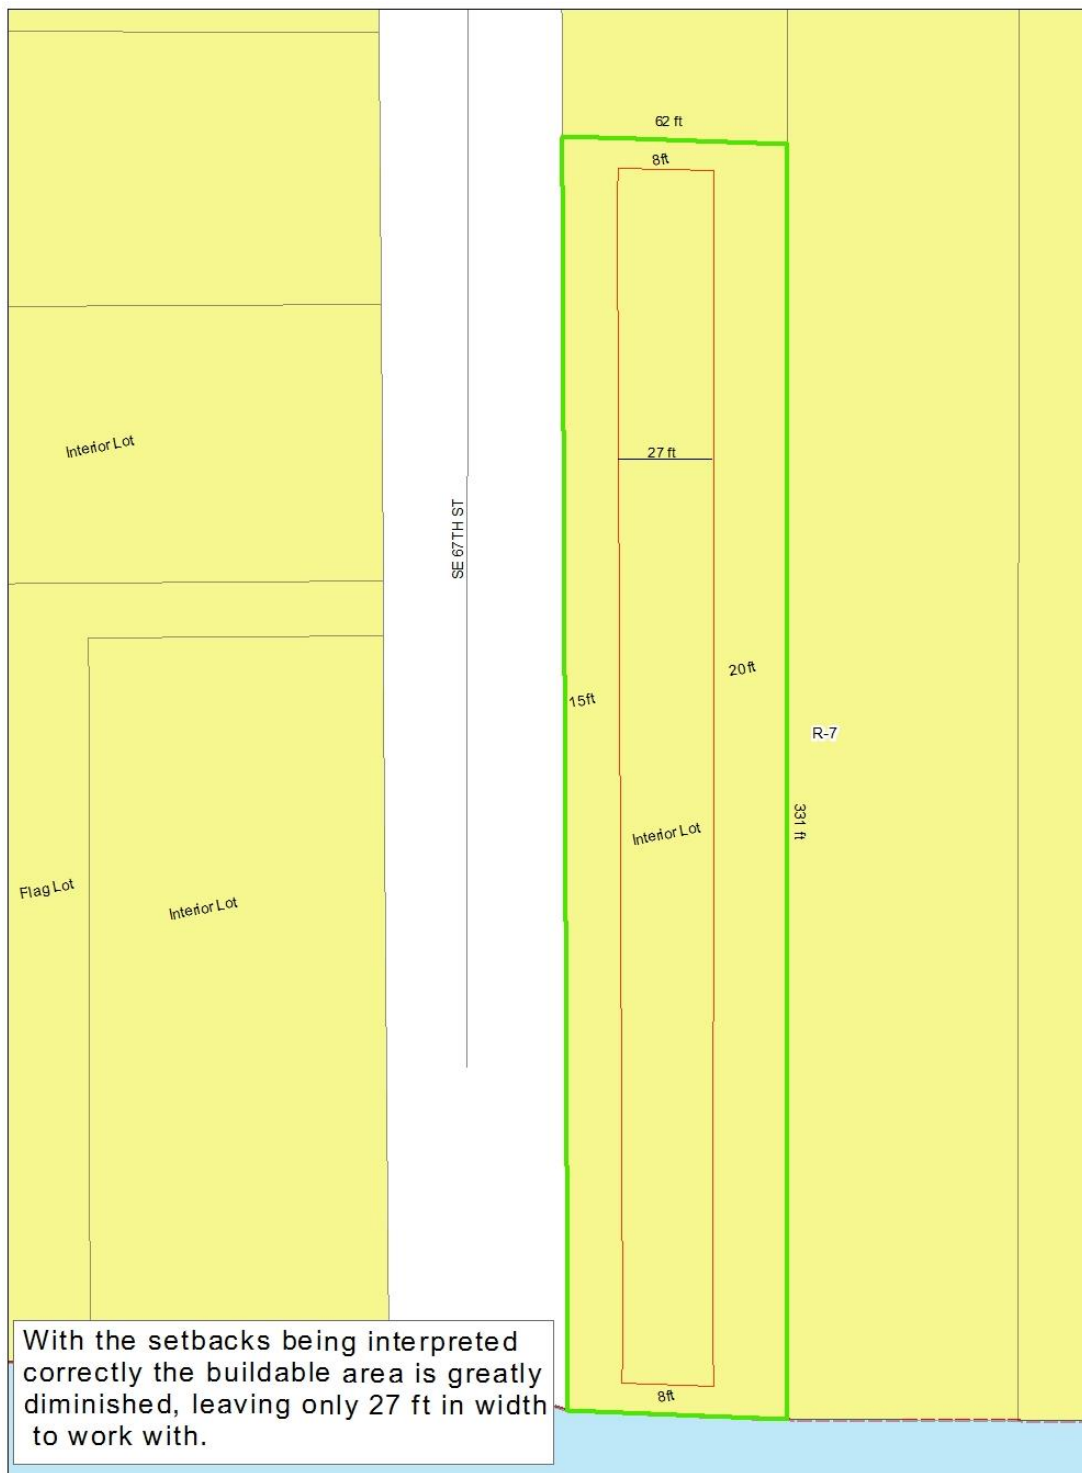 62 ft
8ft
Interior Lot
27 ft
SE 67TH ST
20ft
15ft
R-7
331 ft
Interior Lot
Flag Lot
Interior Lot
With the setbacks being interpreted
correctly the buildable area is greatly
diminished, leaving only 27 ft in width
to work with.
8ft